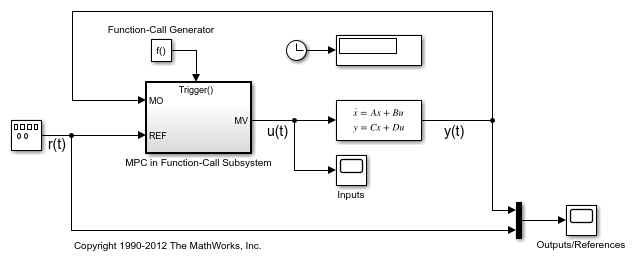 Function-Call Generator
f()
Trigger()
MO
MV
REF
r(t)
MPC in Function-Call Subsystem
u(t)
ẋ = Ax + Bu
y = Cx + Du
y(t)
Inputs
Outputs/References
Copyright 1990-2012 The MathWorks, Inc.